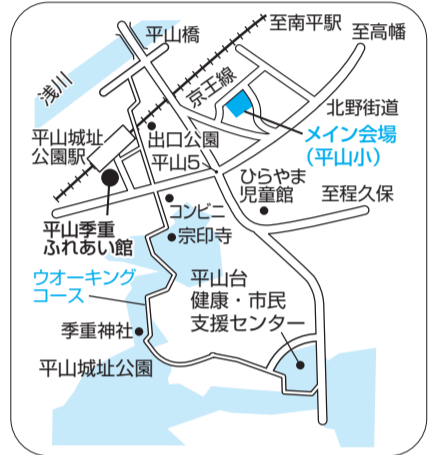 平山橋
至南平駅
至高幡
浅川
京王線
北野街道
メイン会場
(平山小)
平山城址
公園駅
出口公園
平山5
ひらやま
児童館
至程久保
コンビニ
平山季重
ふれあい館
宗印寺
ウオーキング
コース
平山台
健康・市民
支援センター
季重神社
平山城址公園